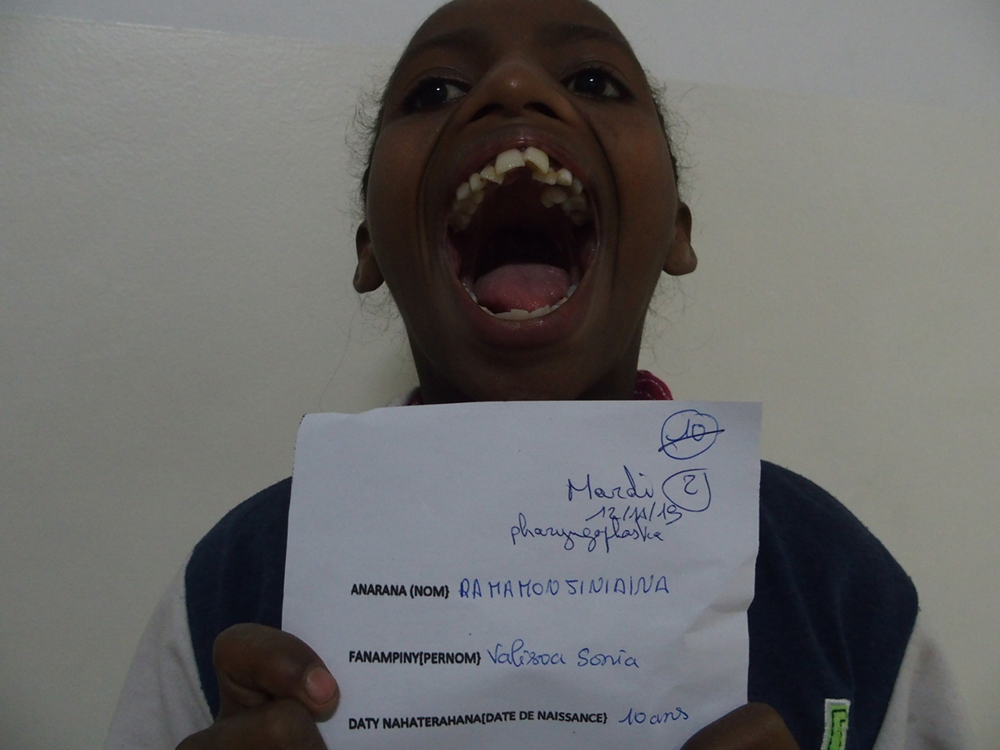 10
Mardi 2
12/11/19
pharyngoplastie
ANARANA (NOM} RAMAMONJINIAINA
FANAMPINY[PERNOM} Valisoa Sonia
DATY NAHATERAHANA[DATE DE NAISSANCE} 10 ans